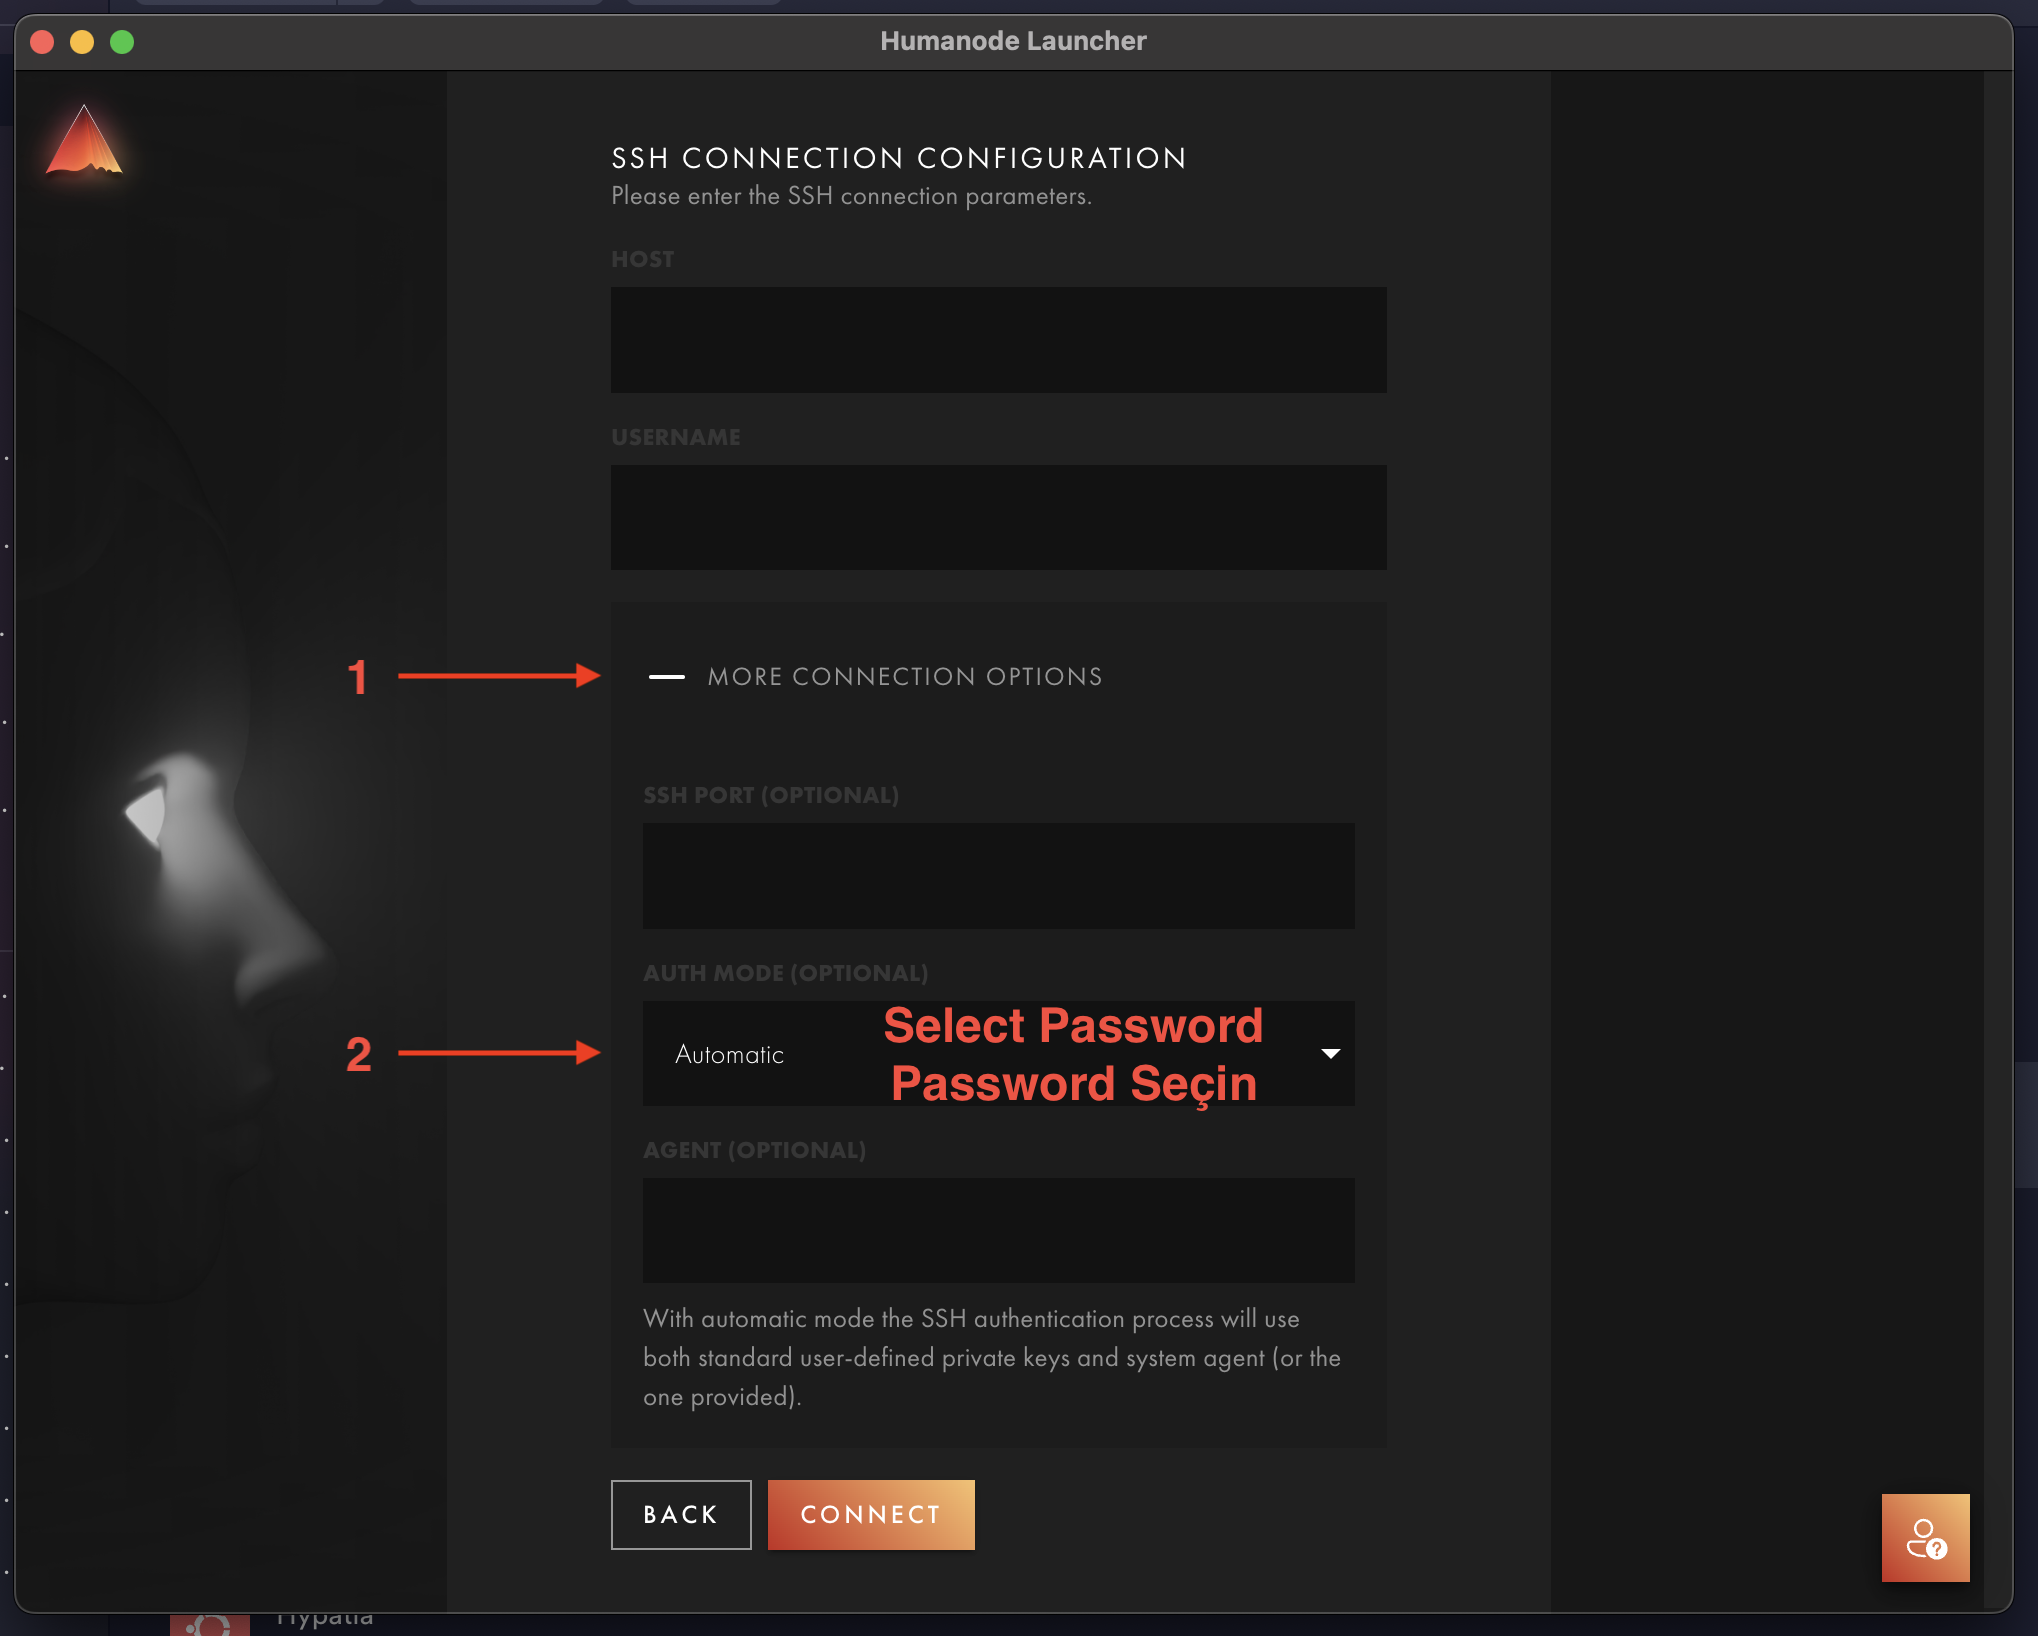 Humanode Launcher
SSH CONNECTION CONFIGURATION
Please enter the SSH connection parameters.
HOST
USERNAME
1
MORE CONNECTION OPTIONS
SSH PORT (OPTIONAL)
AUTH MODE (OPTIONAL)
2
Automatic
Select Password
Password Seçin
AGENT (OPTIONAL)
With automatic mode the SSH authentication process will use
both standard user-defined private keys and system agent (or the
one provided).
BACK
CONNECT
?
Hypatia